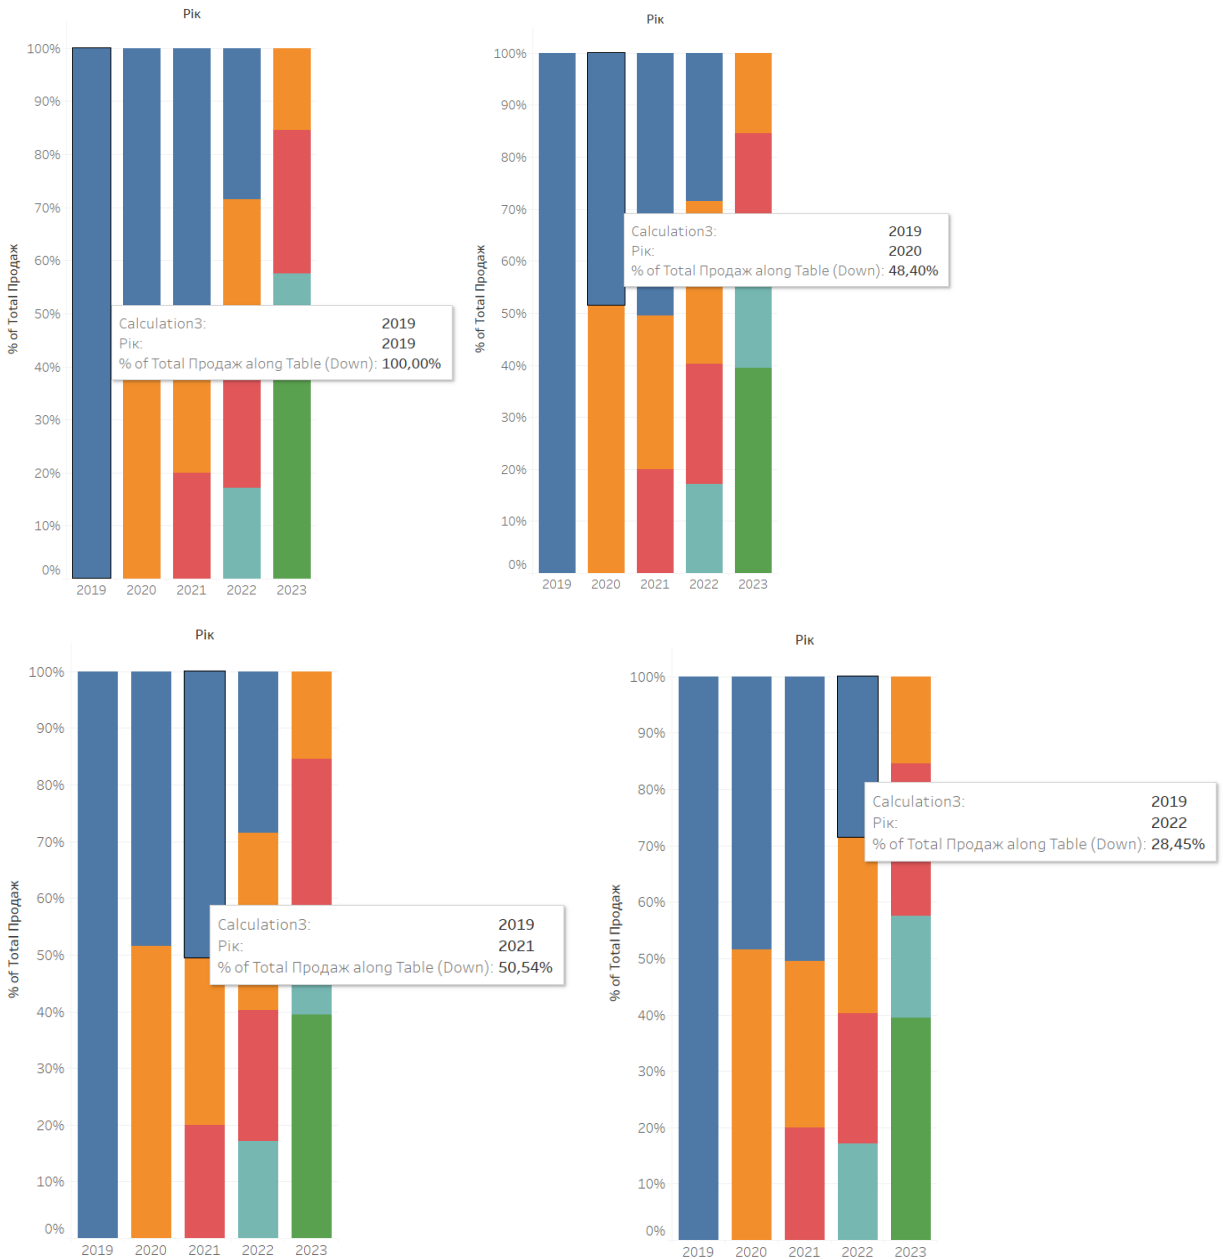 Рік
100%
90%
80%
70%
60%
50%
40%
30%
20%
10%
0%
% of Total Продаж
Calculation3: 2019
Рік: 2019
% of Total Продаж along Table (Down): 100,00%
2019 2020 2021 2022 2023
Рік
100%
90%
80%
70%
60%
50%
40%
30%
20%
10%
0%
% of Total Продаж
Calculation3: 2019
Рік: 2020
% of Total Продаж along Table (Down): 48,40%
2019 2020 2021 2022 2023
Рік
100%
90%
80%
70%
60%
50%
40%
30%
20%
10%
0%
% of Total Продаж
Calculation3: 2019
Рік: 2021
% of Total Продаж along Table (Down): 50,54%
2019 2020 2021 2022 2023
Рік
100%
90%
80%
70%
60%
50%
40%
30%
20%
10%
0%
% of Total Продаж
Calculation3: 2019
Рік: 2022
% of Total Продаж along Table (Down): 28,45%
2019 2020 2021 2022 2023